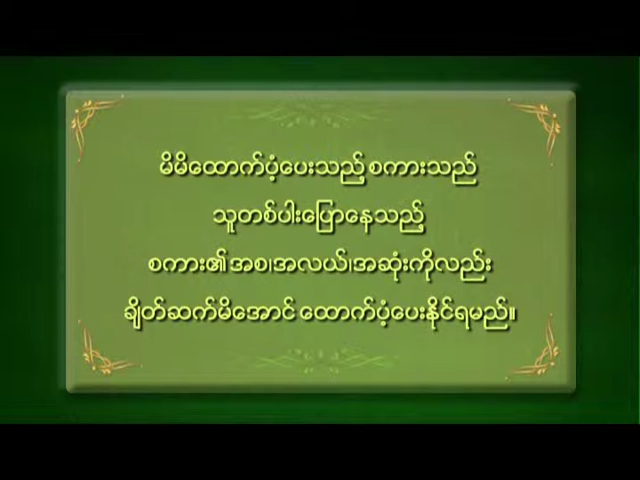 မိမိထောက်ပံ့ပေးသည့် စကားသည်
သူတစ်ပါးပြောနေသည့်
စကား၏ အစ၊အလယ်၊အဆုံးကိုလည်း
ချိတ်ဆက်မိအောင် ထောက်ပံ့ပေးနိုင်ရမည်။